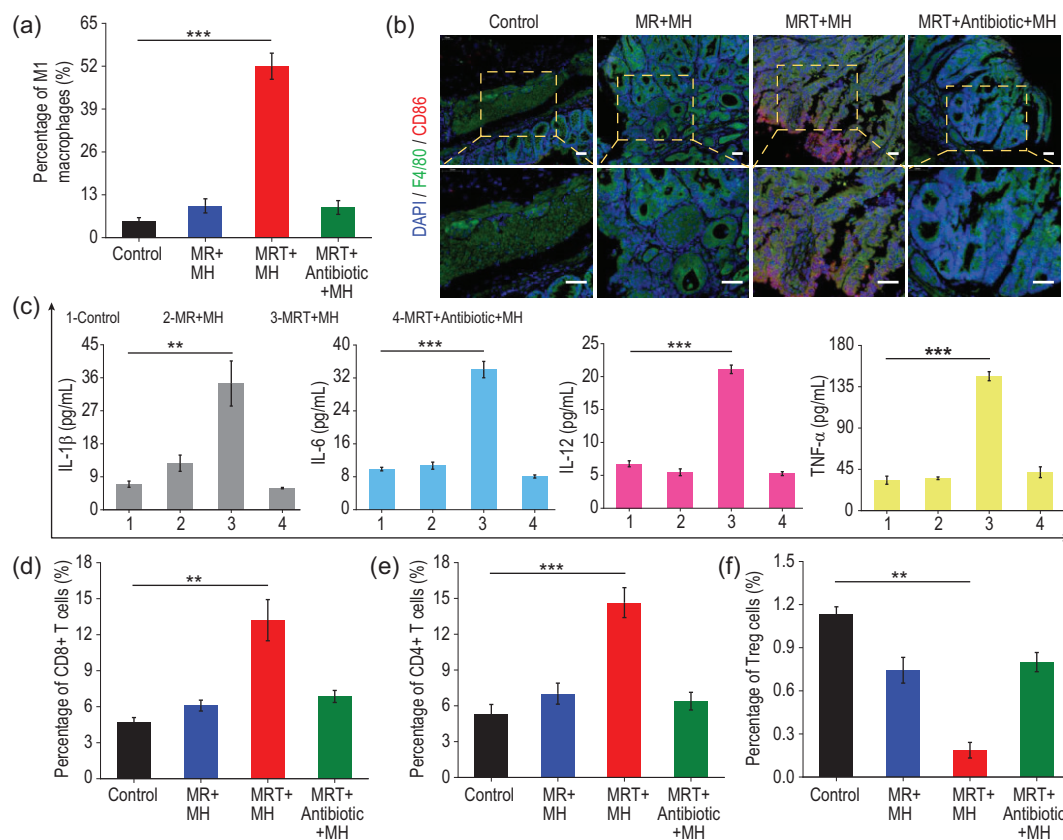 (a)
Percentage of M1
macrophages (%)
65
52
39
26
13
0
***
Control
MR+
MH
MRT+
MH
MRT+
Antibiotic
+MH
(b)
Control
MR+MH
MRT+MH
MRT+Antibiotic+MH
DAPI / F4/80 / CD86
(c)
1-Control
2-MR+MH
3-MRT+MH
4-MRT+Antibiotic+MH
IL-1β (pg/mL)
45
36
27
18
9
0
**
1
2
3
4
IL-6 (pg/mL)
40
32
24
16
8
0
***
1
2
3
4
IL-12 (pg/mL)
25
20
15
10
5
0
***
1
2
3
4
TNF-α (pg/mL)
180
135
90
45
0
***
1
2
3
4
(d)
Percentage of CD8+ T cells (%)
18
15
12
9
6
3
0
**
Control
MR+
MH
MRT+
MH
MRT+
Antibiotic
+MH
(e)
Percentage of CD4+ T cells (%)
18
15
12
9
6
3
0
***
Control
MR+
MH
MRT+
MH
MRT+
Antibiotic
+MH
(f)
Percentage of Treg cells (%)
1.5
1.2
0.9
0.6
0.3
0.0
**
Control
MR+
MH
MRT+
MH
MRT+
Antibiotic
+MH